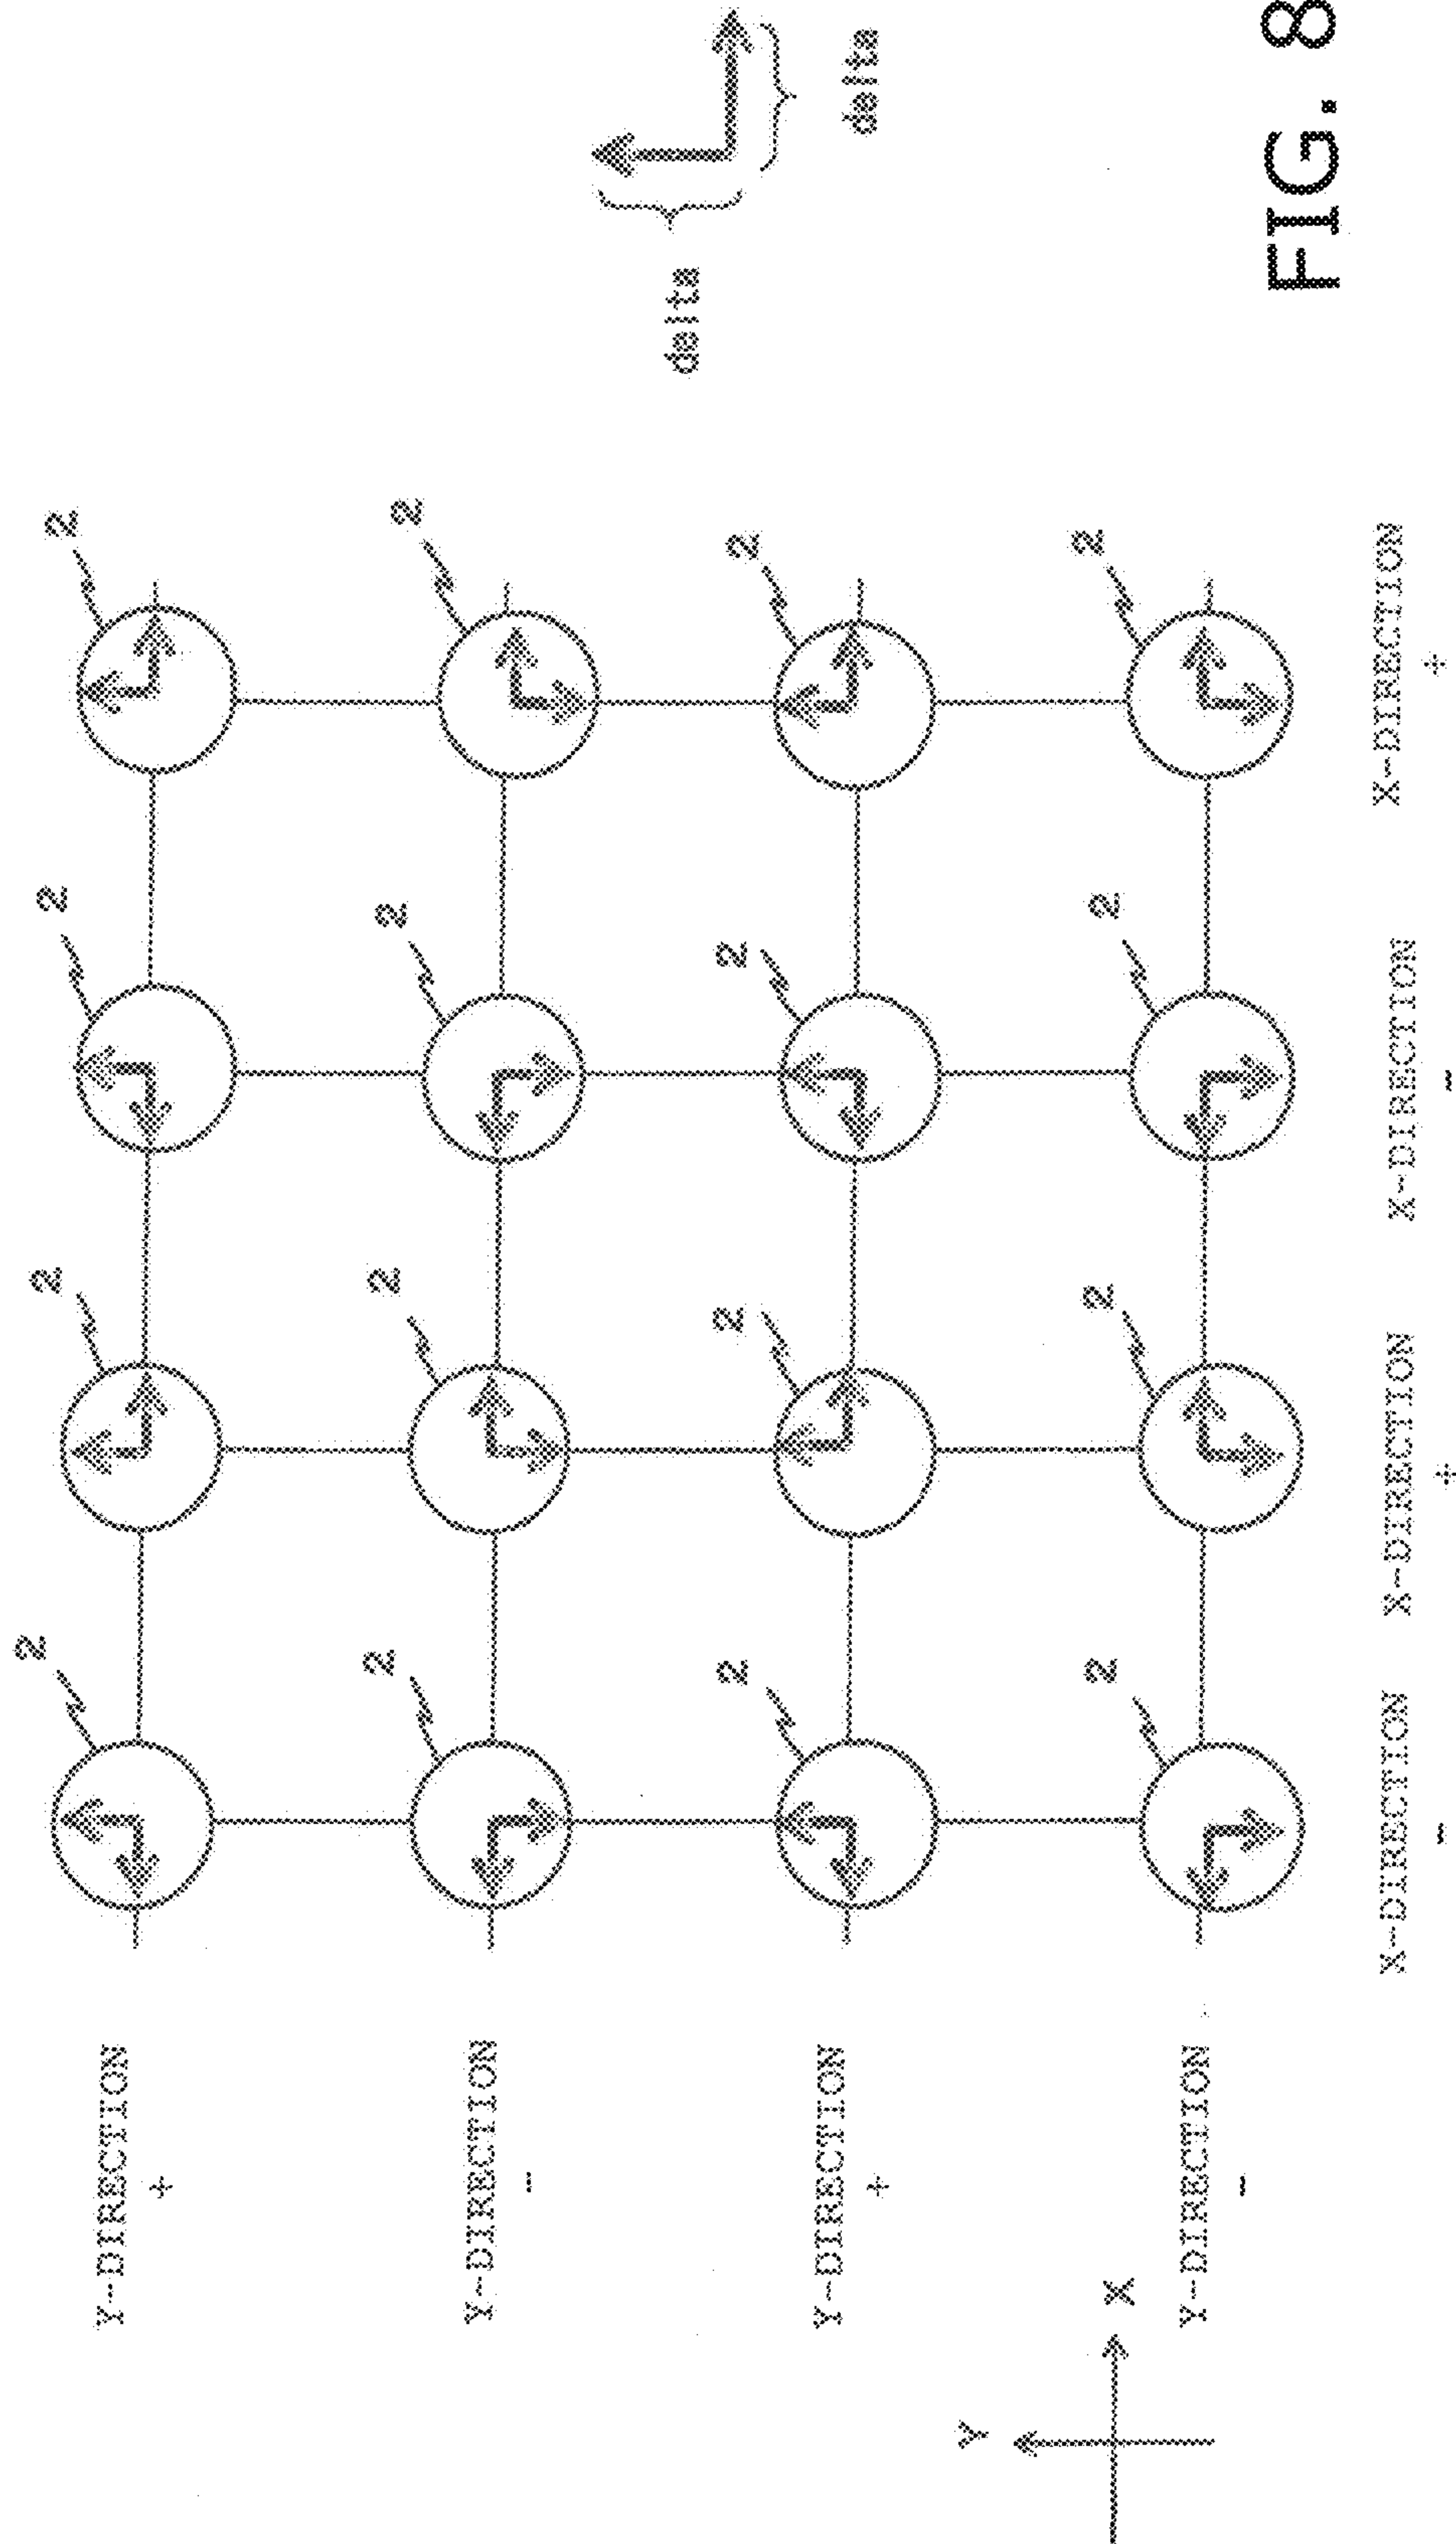 2 2 2 2
Y-DIRECTION
+
2 2 2 2
Y-DIRECTION
-
delta
2 2 2 2
Y-DIRECTION
+
delta
Y
2 2 2 2
X
Y-DIRECTION
-
FIG. 8
X-DIRECTION X-DIRECTION X-DIRECTION X-DIRECTION
- + - +